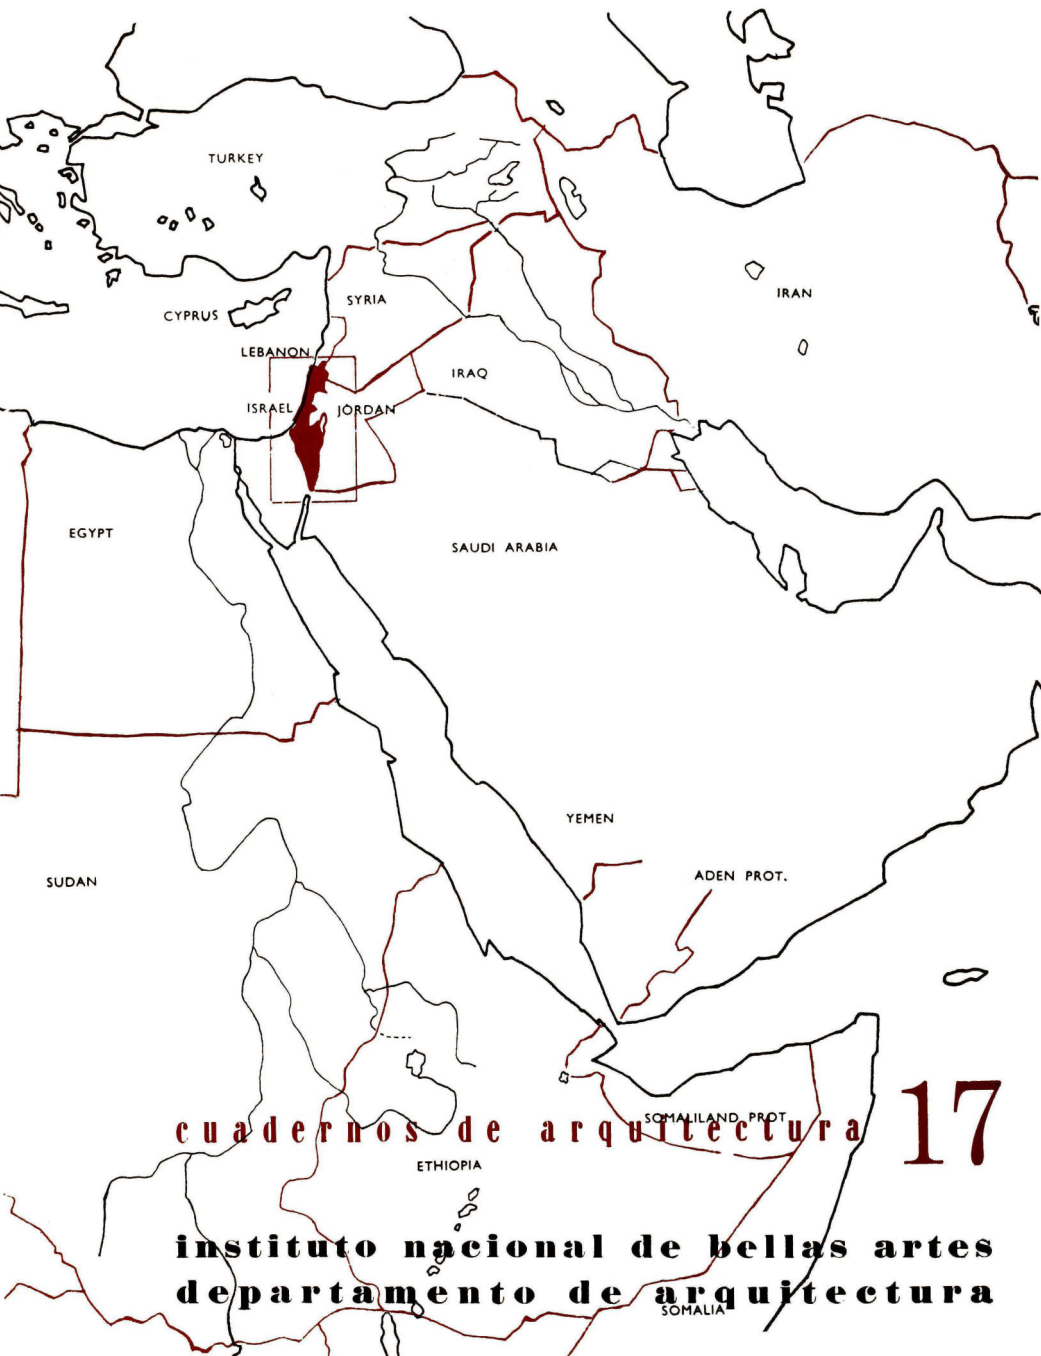 TURKEY
CYPRUS
SYRIA
IRAN
LEBANON
IRAQ
ISRAEL
JORDAN
EGYPT
SAUDI ARABIA
YEMEN
ADEN PROT.
SUDAN
SOMALILAND PROT
cuadernos de arquitectura 17
ETHIOPIA
instituto nacional de bellas artes
departamento de arquitectura
SOMALIA